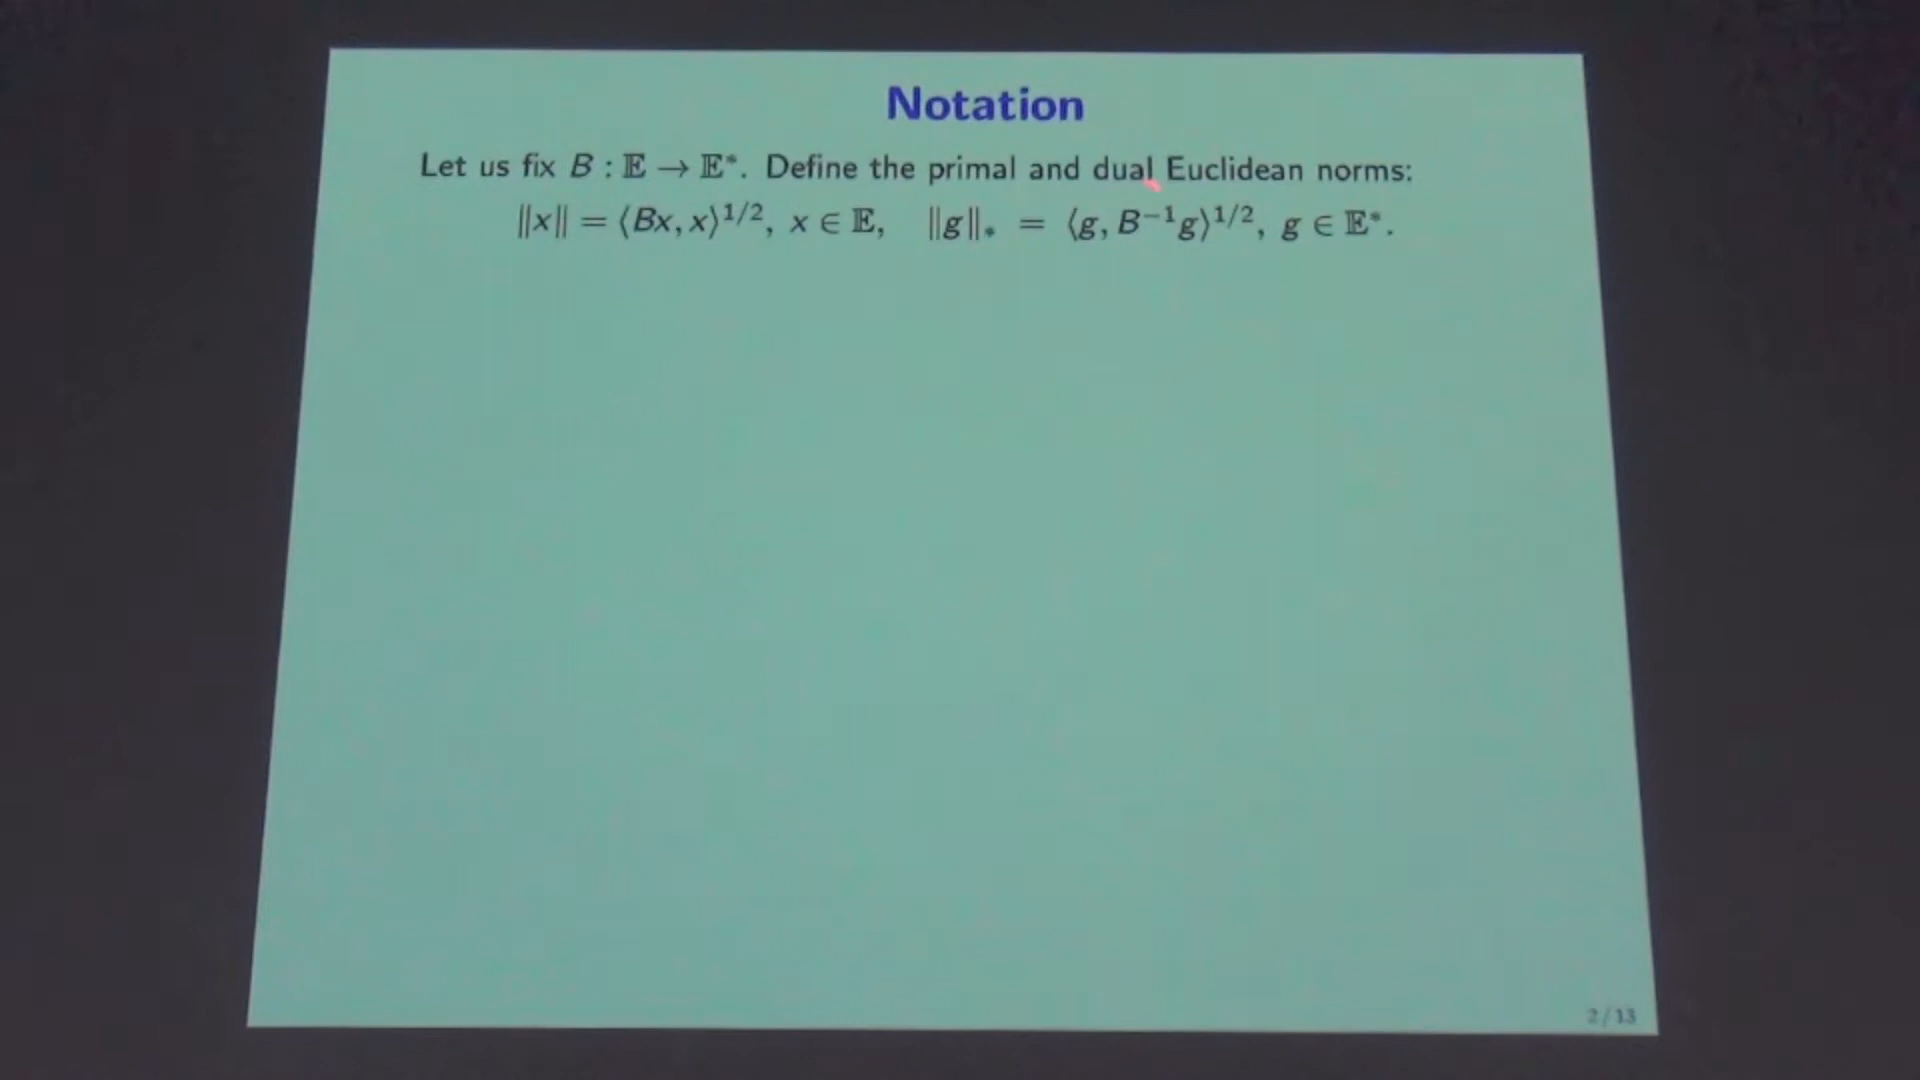 Notation
Let us fix B : 𝔼 → 𝔼*. Define the primal and dual Euclidean norms:
‖x‖ = ⟨Bx, x⟩^{1/2}, x ∈ 𝔼, ‖g‖_* = ⟨g, B^{-1}g⟩^{1/2}, g ∈ 𝔼*.
2/13